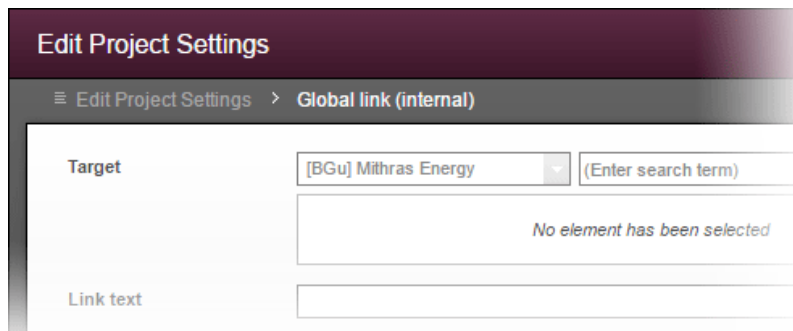 Edit Project Settings
Edit Project Settings > Global link (internal)
Target [BGu] Mithras Energy (Enter search term)
No element has been selected
Link text